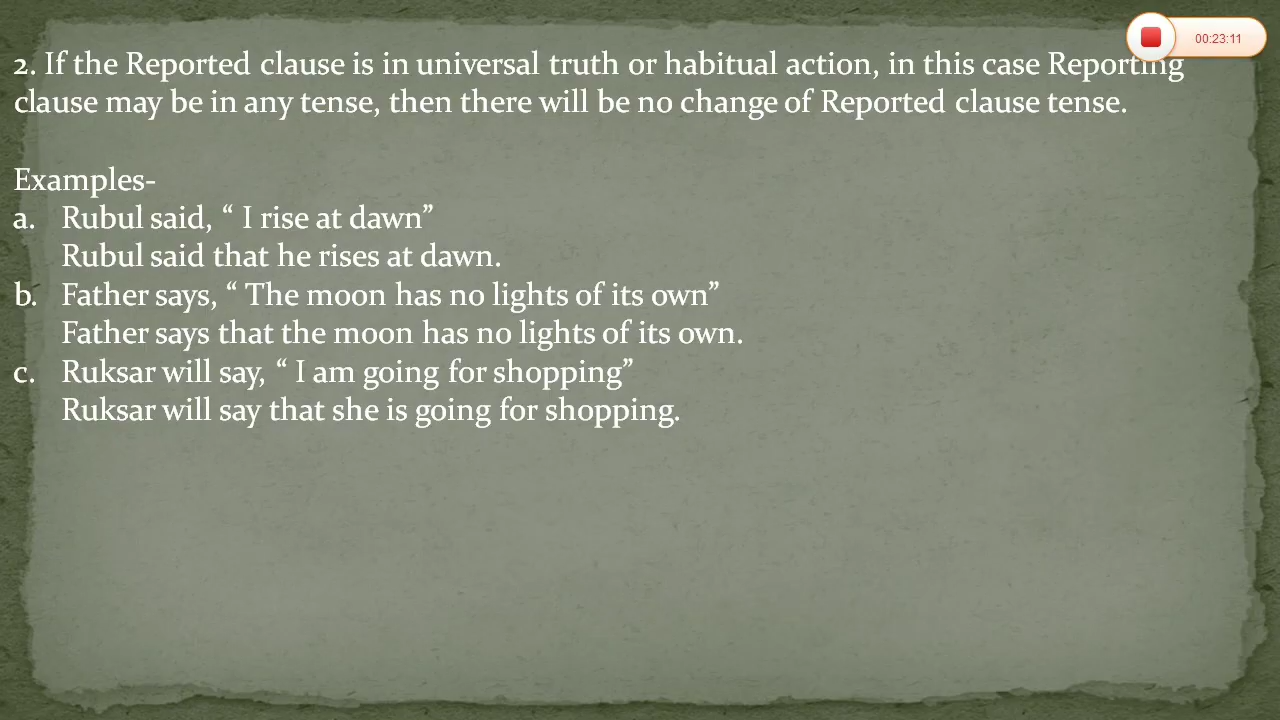 2. If the Reported clause is in universal truth or habitual action, in this case Reporting
clause may be in any tense, then there will be no change of Reported clause tense.
Examples-
a. Rubul said, “ I rise at dawn”
Rubul said that he rises at dawn.
b. Father says, “ The moon has no lights of its own”
Father says that the moon has no lights of its own.
c. Ruksar will say, “ I am going for shopping”
Ruksar will say that she is going for shopping.
00:23:11